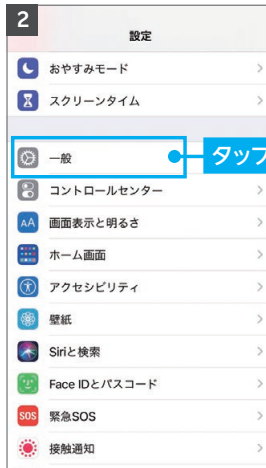 2
設定
おやすみモード
スクリーンタイム
一般
タップ
コントロールセンター
AA 画面表示と明るさ
ホーム画面
アクセシビリティ
壁紙
Siriと検索
Face IDとパスコード
SOS 緊急SOS
接触通知